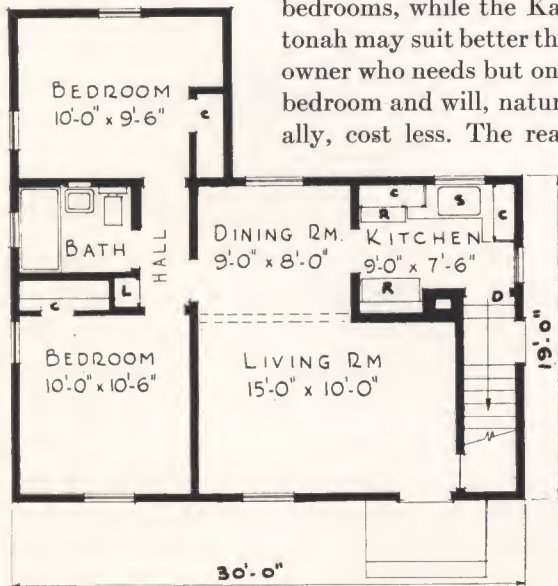 bedrooms, while the Ka
tonah may suit better th
owner who needs but on
bedroom and will, natur
ally, cost less. The rea
BEDROOM
10'-0" x 9'-6"
C
BATH
HALL
L
C
BEDROOM
10'-0" x 10'-6"
DINING RM.
9'-0" x 8'-0"
C
R
S
C
KITCHEN
9'-0" x 7'-6"
R
D
LIVING RM
15'-0" x 10'-0"
19'-0"
30'-0"